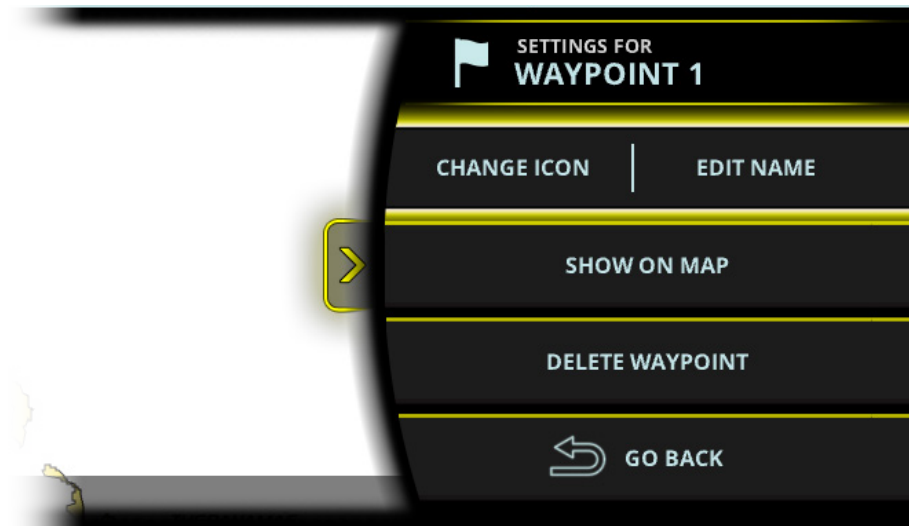 SETTINGS FOR
WAYPOINT 1
CHANGE ICON
EDIT NAME
SHOW ON MAP
DELETE WAYPOINT
GO BACK